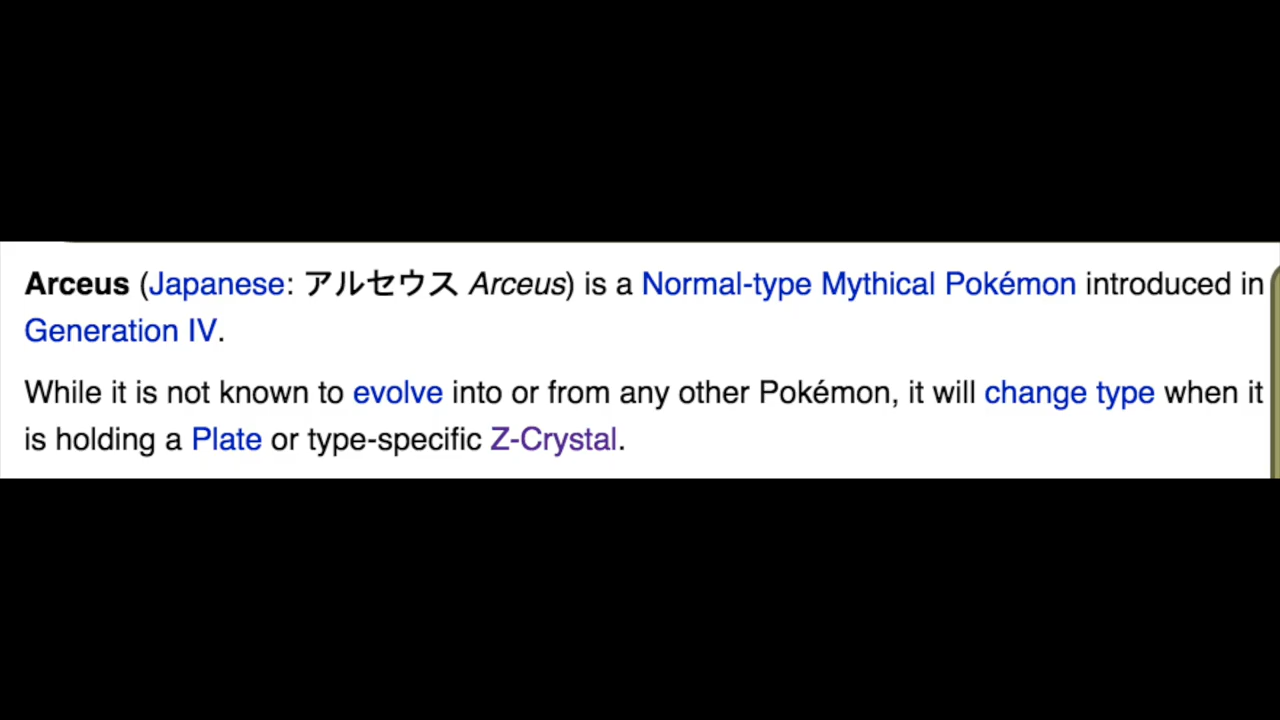 Arceus (Japanese: アルセウス Arceus) is a Normal-type Mythical Pokémon introduced in
Generation IV.
While it is not known to evolve into or from any other Pokémon, it will change type when it
is holding a Plate or type-specific Z-Crystal.